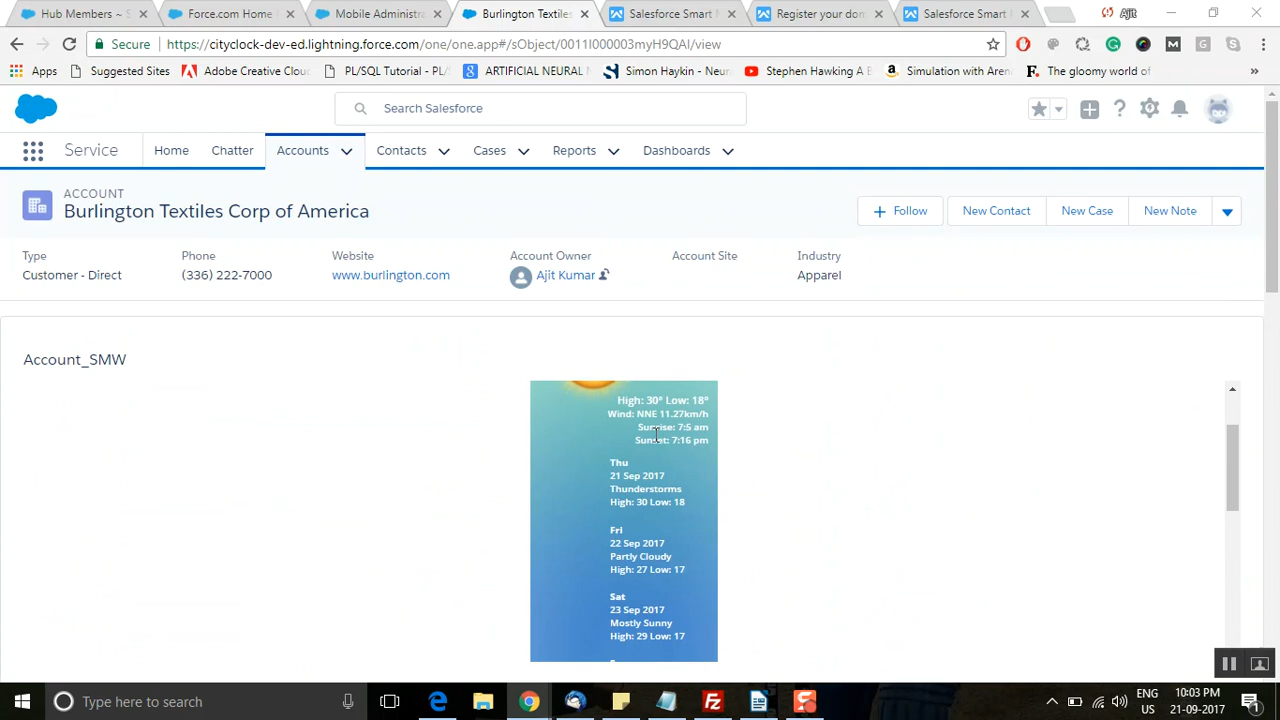 Hub Members ~ S
Force.com Home
Mobile Administra
Burlington Textiles
Salesforce Smart
Register your dom
Salesforce Smart
Ajit
Secure
https://cityclock-dev-ed.lightning.force.com/one/one.app#/sObject/0011I000003myH9QAI/view
Apps
Suggested Sites
Adobe Creative Clou
PL/SQL Tutorial - PL/
ARTIFICIAL NEURAL
Simon Haykin - Neu
Stephen Hawking A
Simulation with Aren
The gloomy world of
»
Search Salesforce
Service
Home
Chatter
Accounts
Contacts
Cases
Reports
Dashboards
ACCOUNT
Burlington Textiles Corp of America
+ Follow
New Contact
New Case
New Note
Type
Phone
Website
Account Owner
Account Site
Industry
Customer - Direct
(336) 222-7000
www.burlington.com
Ajit Kumar
Apparel
Account_SMW
High: 30° Low: 18°
Wind: NNE 11.27km/h
Sunrise: 7:5 am
Sunset: 7:16 pm
Thu
21 Sep 2017
Thunderstorms
High: 30 Low: 18
Fri
22 Sep 2017
Partly Cloudy
High: 27 Low: 17
Sat
23 Sep 2017
Mostly Sunny
High: 29 Low: 17
Type here to search
ENG
US
10:03 PM
21-09-2017